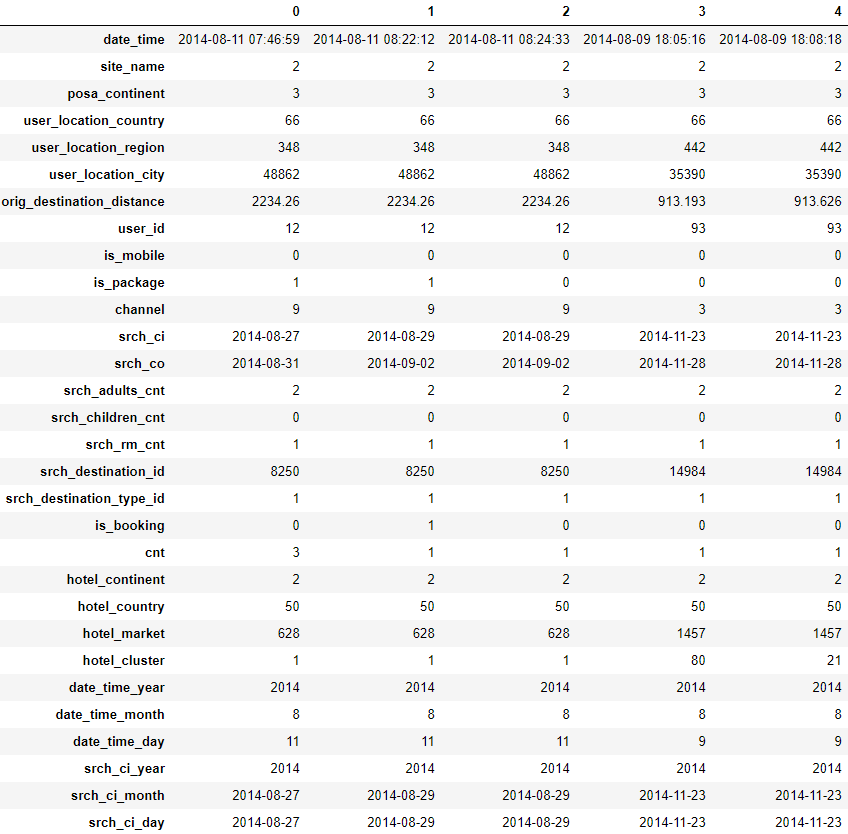 0 1 2 3 4
date_time 2014-08-11 07:46:59 2014-08-11 08:22:12 2014-08-11 08:24:33 2014-08-09 18:05:16 2014-08-09 18:08:18
site_name 2 2 2 2 2
posa_continent 3 3 3 3 3
user_location_country 66 66 66 66 66
user_location_region 348 348 348 442 442
user_location_city 48862 48862 48862 35390 35390
orig_destination_distance 2234.26 2234.26 2234.26 913.193 913.626
user_id 12 12 12 93 93
is_mobile 0 0 0 0 0
is_package 1 1 0 0 0
channel 9 9 9 3 3
srch_ci 2014-08-27 2014-08-29 2014-08-29 2014-11-23 2014-11-23
srch_co 2014-08-31 2014-09-02 2014-09-02 2014-11-28 2014-11-28
srch_adults_cnt 2 2 2 2 2
srch_children_cnt 0 0 0 0 0
srch_rm_cnt 1 1 1 1 1
srch_destination_id 8250 8250 8250 14984 14984
srch_destination_type_id 1 1 1 1 1
is_booking 0 1 0 0 0
cnt 3 1 1 1 1
hotel_continent 2 2 2 2 2
hotel_country 50 50 50 50 50
hotel_market 628 628 628 1457 1457
hotel_cluster 1 1 1 80 21
date_time_year 2014 2014 2014 2014 2014
date_time_month 8 8 8 8 8
date_time_day 11 11 11 9 9
srch_ci_year 2014 2014 2014 2014 2014
srch_ci_month 2014-08-27 2014-08-29 2014-08-29 2014-11-23 2014-11-23
srch_ci_day 2014-08-27 2014-08-29 2014-08-29 2014-11-23 2014-11-23